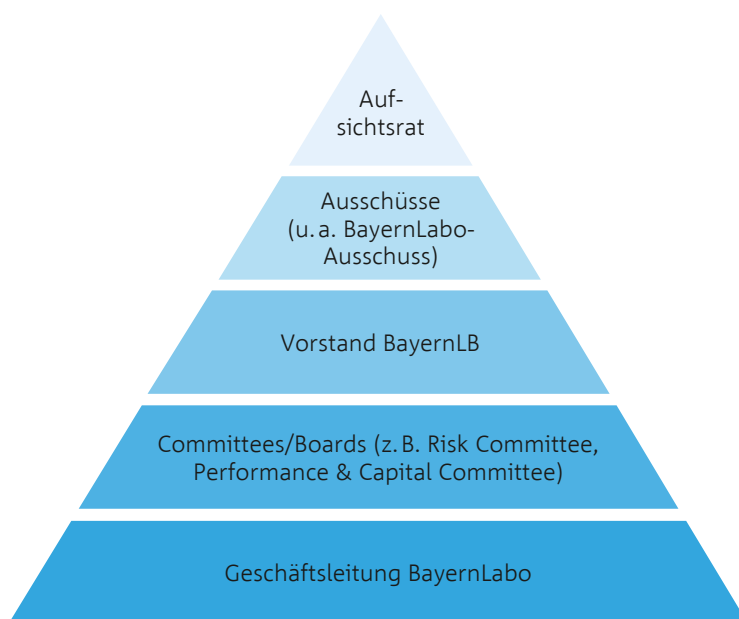 Auf-
sichtsrat
Ausschüsse
(u. a. BayernLabo-
Ausschuss)
Vorstand BayernLB
Committees/Boards (z. B. Risk Committee,
Performance & Capital Committee)
Geschäftsleitung BayernLabo